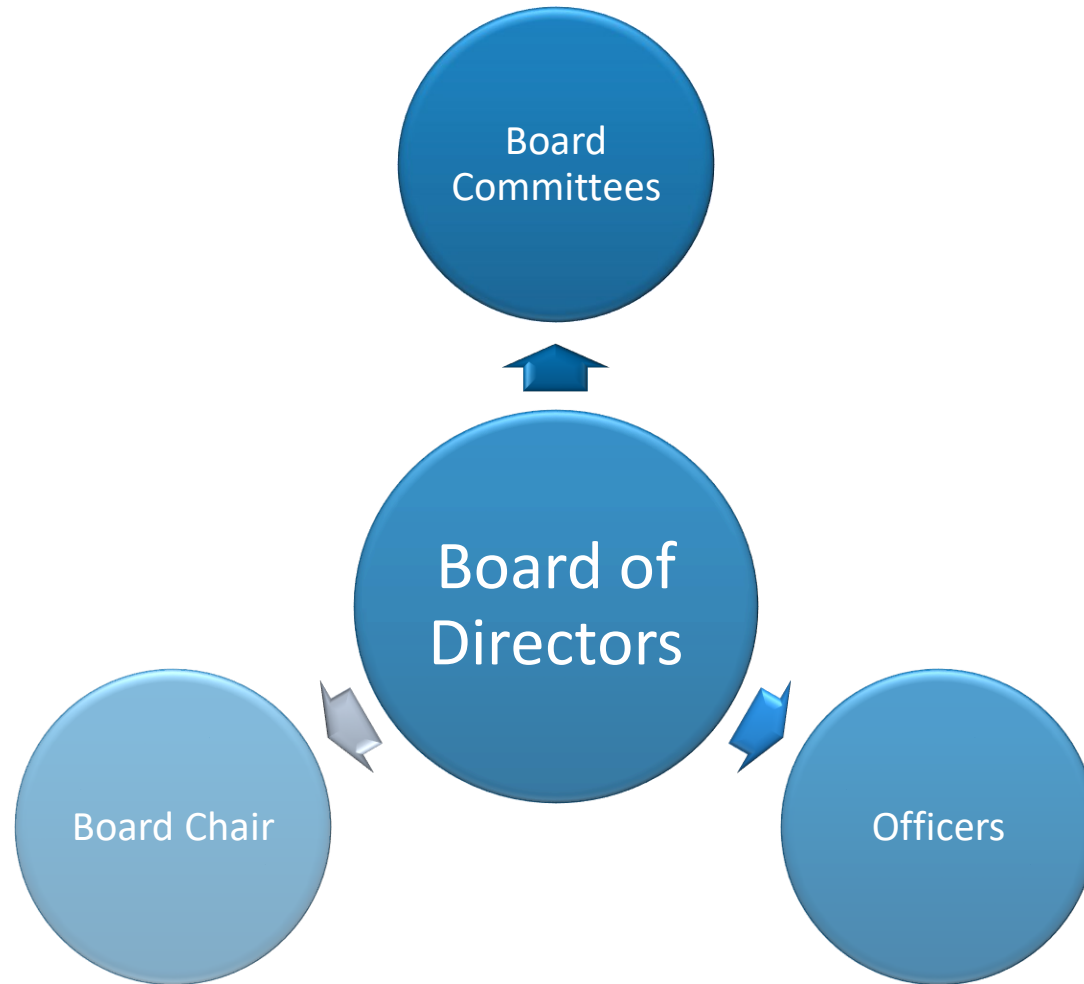 Board
Committees
Board of
Directors
Board Chair
Officers